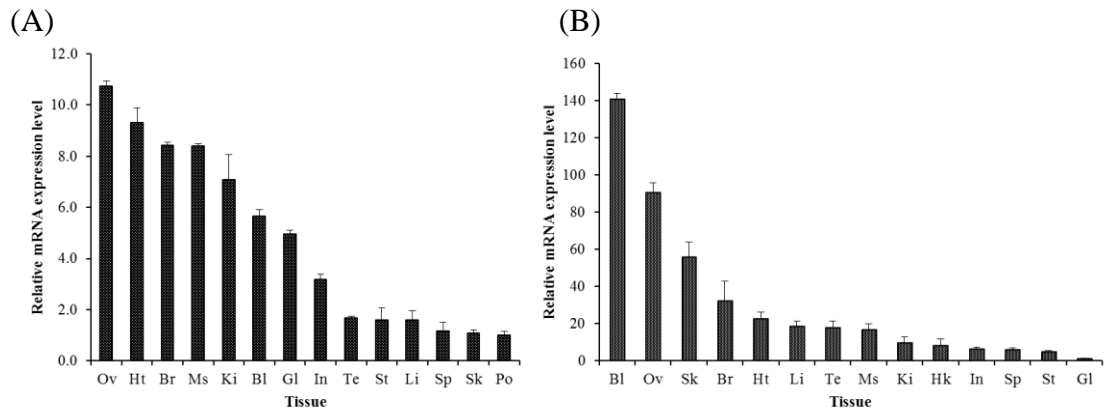 (A)
Relative mRNA expression level
12.0
10.0
8.0
6.0
4.0
2.0
0.0
Ov Ht Br Ms Ki Bl Gl In Te St Li Sp Sk Po
Tissue
(B)
Relative mRNA expression level
160
140
120
100
80
60
40
20
0
Bl Ov Sk Br Ht Li Te Ms Ki Hk In Sp St Gl
Tissue